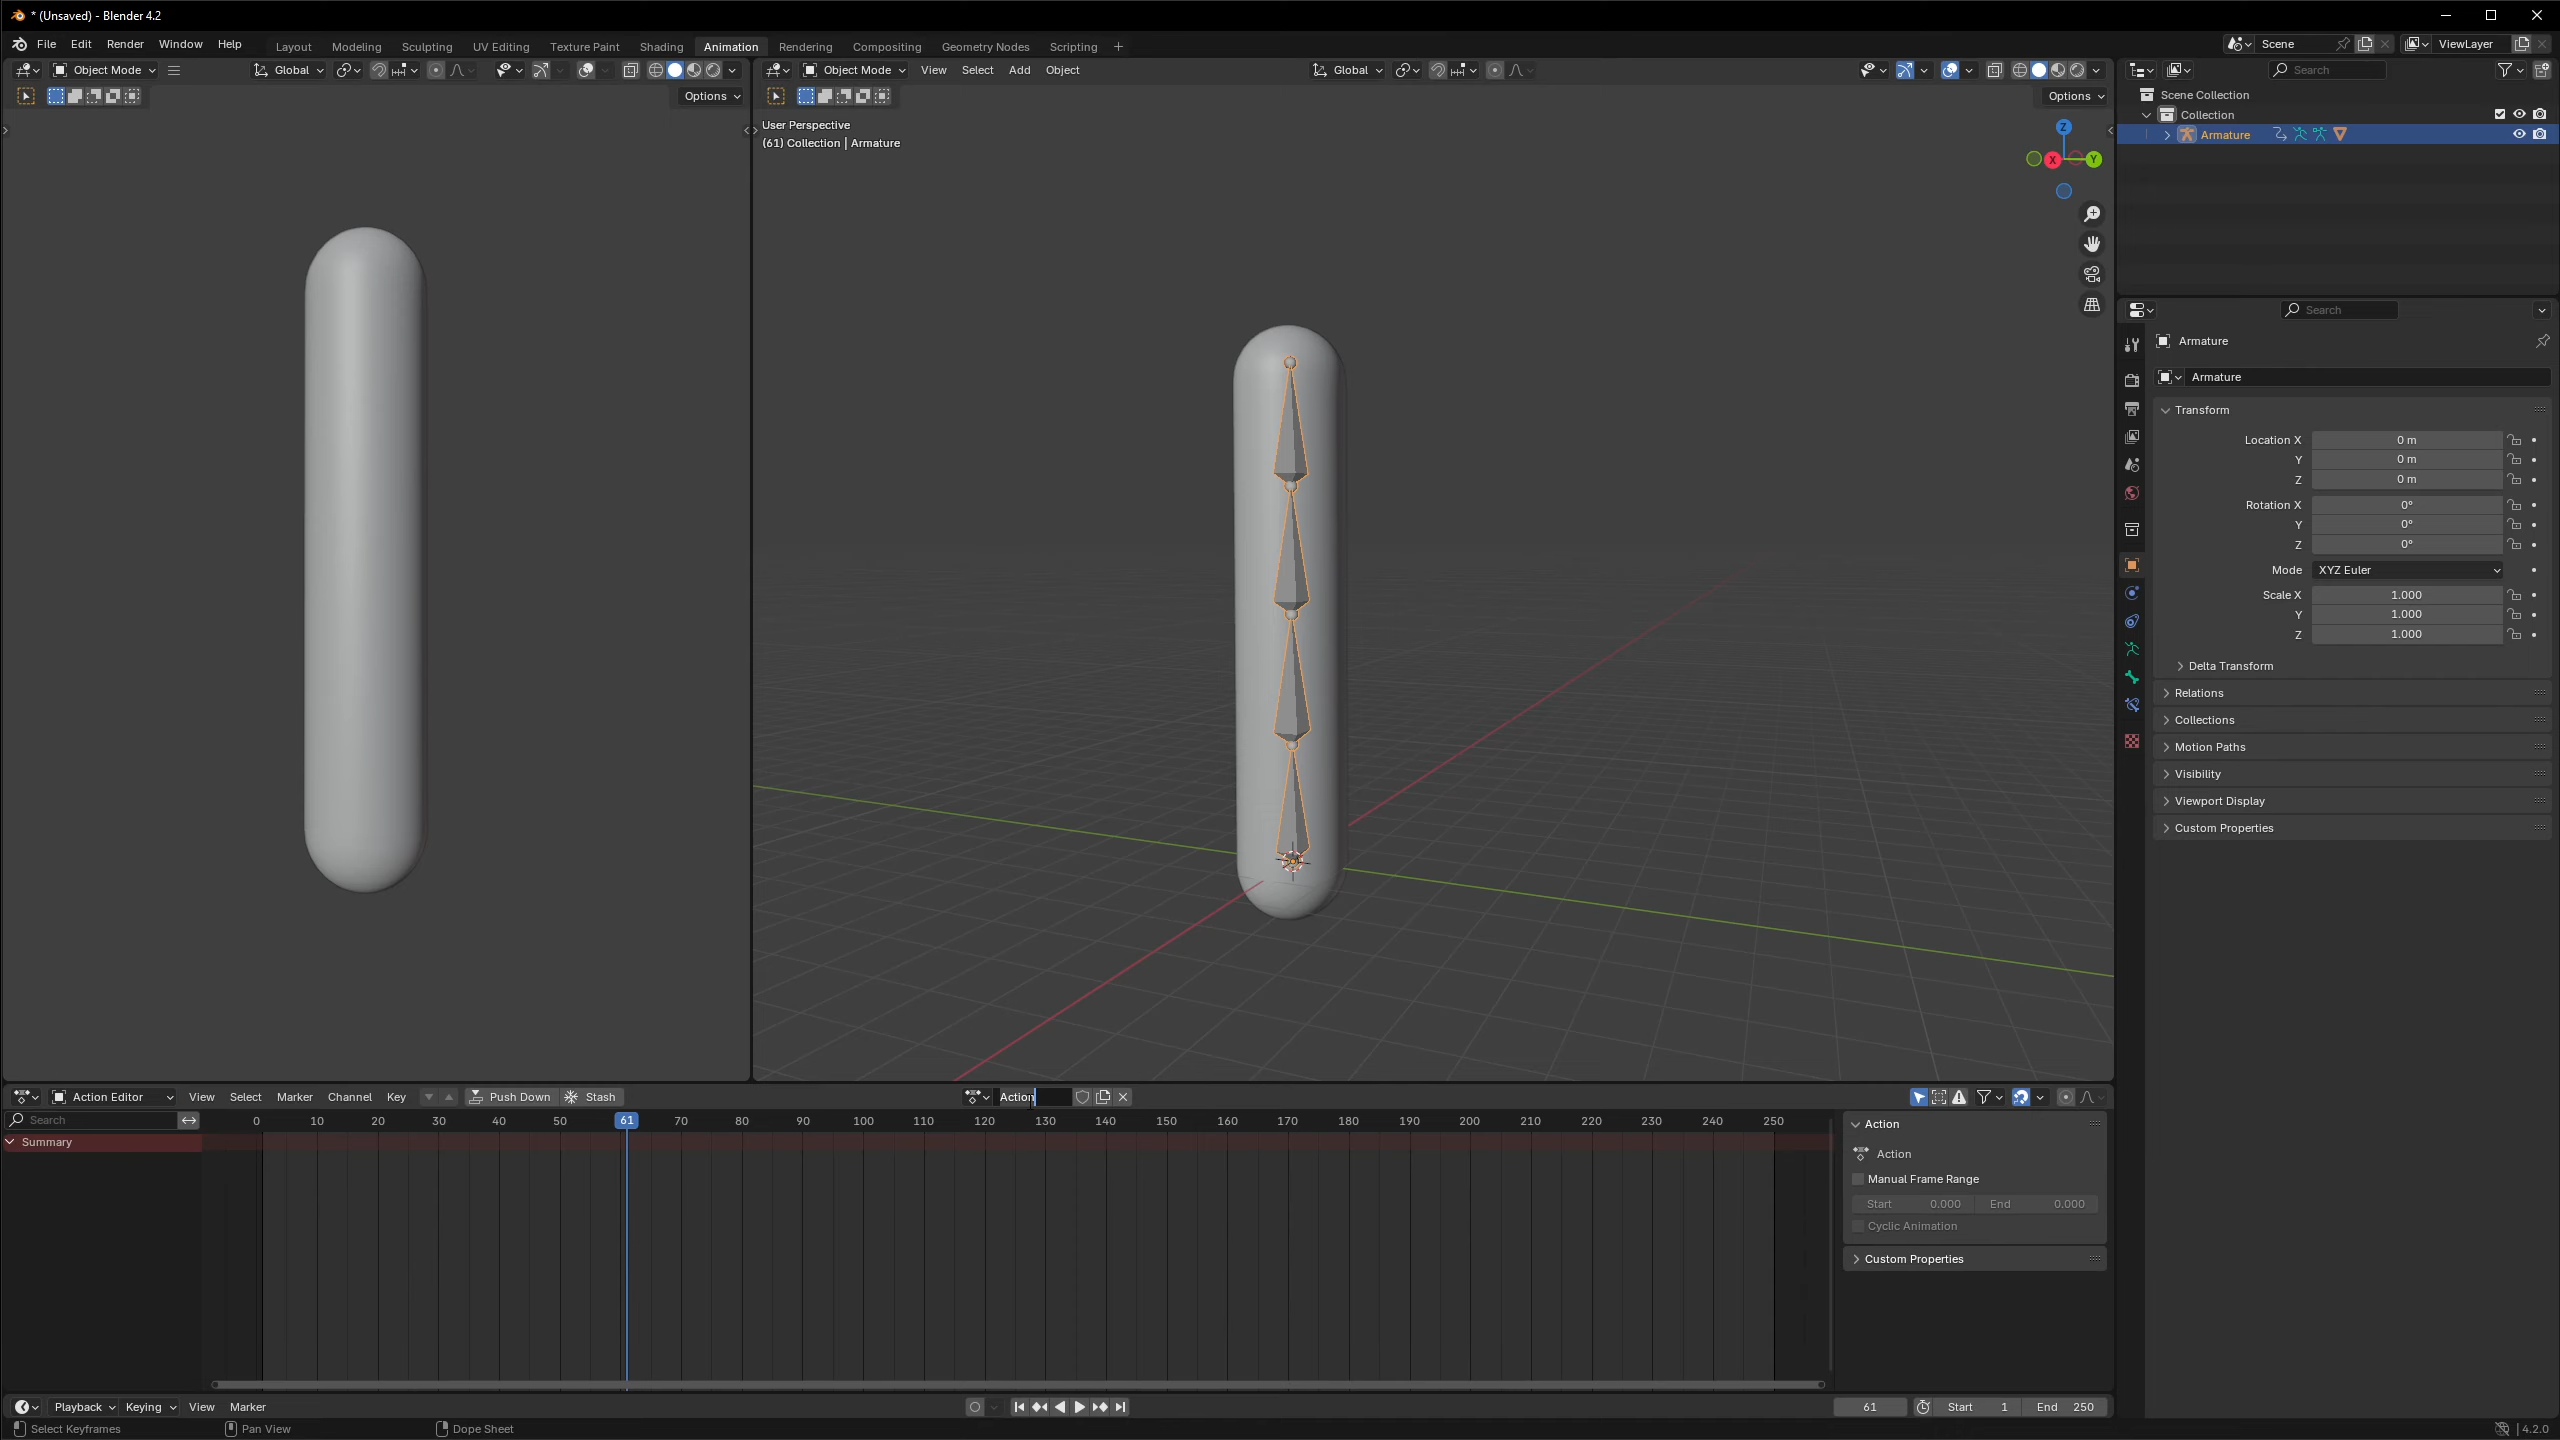 * (Unsaved) - Blender 4.2
File Edit Render Window Help Layout Modeling Sculpting UV Editing Texture Paint Shading Animation Rendering Compositing Geometry Nodes Scripting + Scene ViewLayer
Object Mode Global Object Mode View Select Add Object Global Search
Options Options
Scene Collection
Collection
Armature
User Perspective
(61) Collection | Armature
Z
X Y
Search
Armature
Armature
Transform
Location X 0 m
Y 0 m
Z 0 m
Rotation X 0°
Y 0°
Z 0°
Mode XYZ Euler
Scale X 1.000
Y 1.000
Z 1.000
Delta Transform
Relations
Collections
Motion Paths
Visibility
Viewport Display
Custom Properties
Action Editor View Select Marker Channel Key Push Down Stash Action
Search 0 10 20 30 40 50 61 70 80 90 100 110 120 130 140 150 160 170 180 190 200 210 220 230 240 250
Summary
Action
Action
Manual Frame Range
Start 0.000 End 0.000
Cyclic Animation
Custom Properties
Playback Keying View Marker 61 Start 1 End 250
Select Keyframes Pan View Dope Sheet 4.2.0